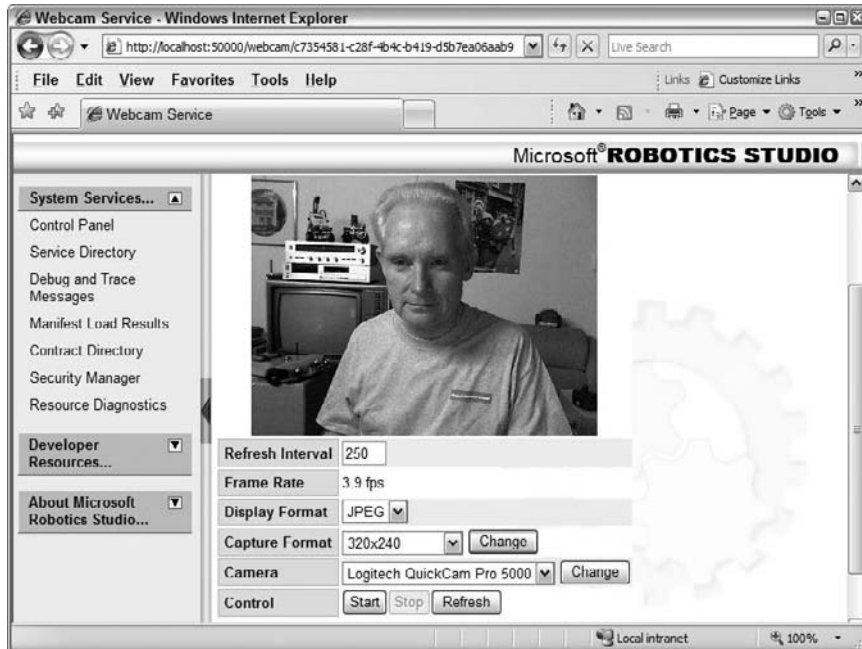 Webcam Service - Windows Internet Explorer
http://localhost:50000/webcam/c7354581-c28f-4b4c-b419-d5b7ea06aab9
Live Search
File Edit View Favorites Tools Help
Links Customize Links »
Webcam Service
Page Tools »
Microsoft® ROBOTICS STUDIO
System Services...
Control Panel
Service Directory
Debug and Trace
Messages
Manifest Load Results
Contract Directory
Security Manager
Resource Diagnostics
Developer
Resources...
About Microsoft
Robotics Studio...
Refresh Interval 250
Frame Rate 3.9 fps
Display Format JPEG
Capture Format 320x240 Change
Camera Logitech QuickCam Pro 5000 Change
Control Start Stop Refresh
Local intranet 100%